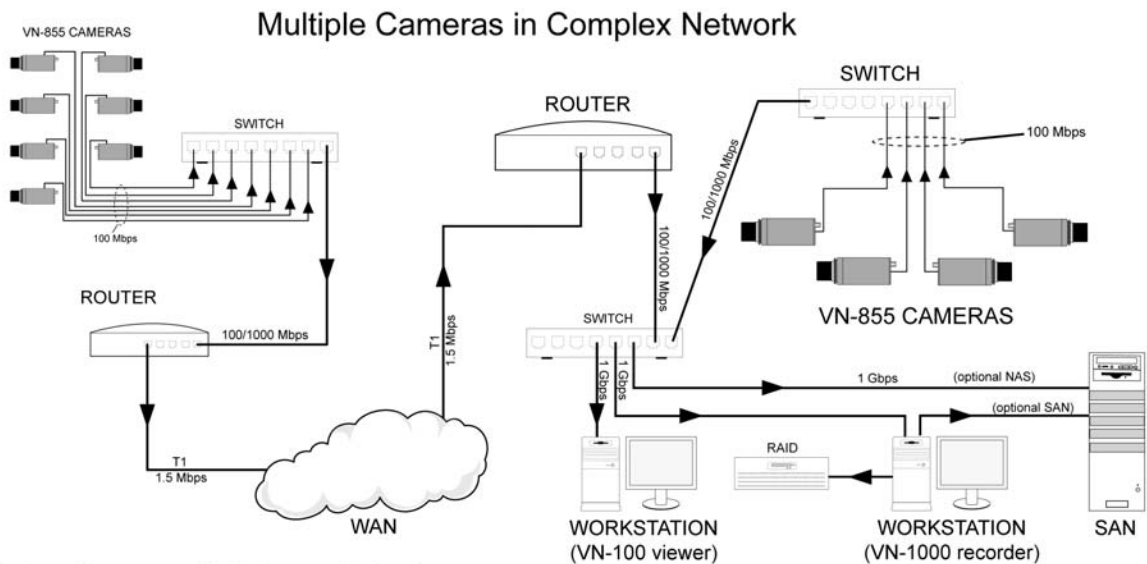 Multiple Cameras in Complex Network
VN-855 CAMERAS
SWITCH
100 Mbps
ROUTER
100/1000 Mbps
T1
1.5 Mbps
WAN
T1
1.5 Mbps
ROUTER
100/1000 Mbps
SWITCH
100 Mbps
100/1000 Mbps
VN-855 CAMERAS
SWITCH
1 Gbps
1 Gbps
1 Gbps
(optional NAS)
(optional SAN)
RAID
WORKSTATION
(VN-100 viewer)
WORKSTATION
(VN-1000 recorder)
SAN